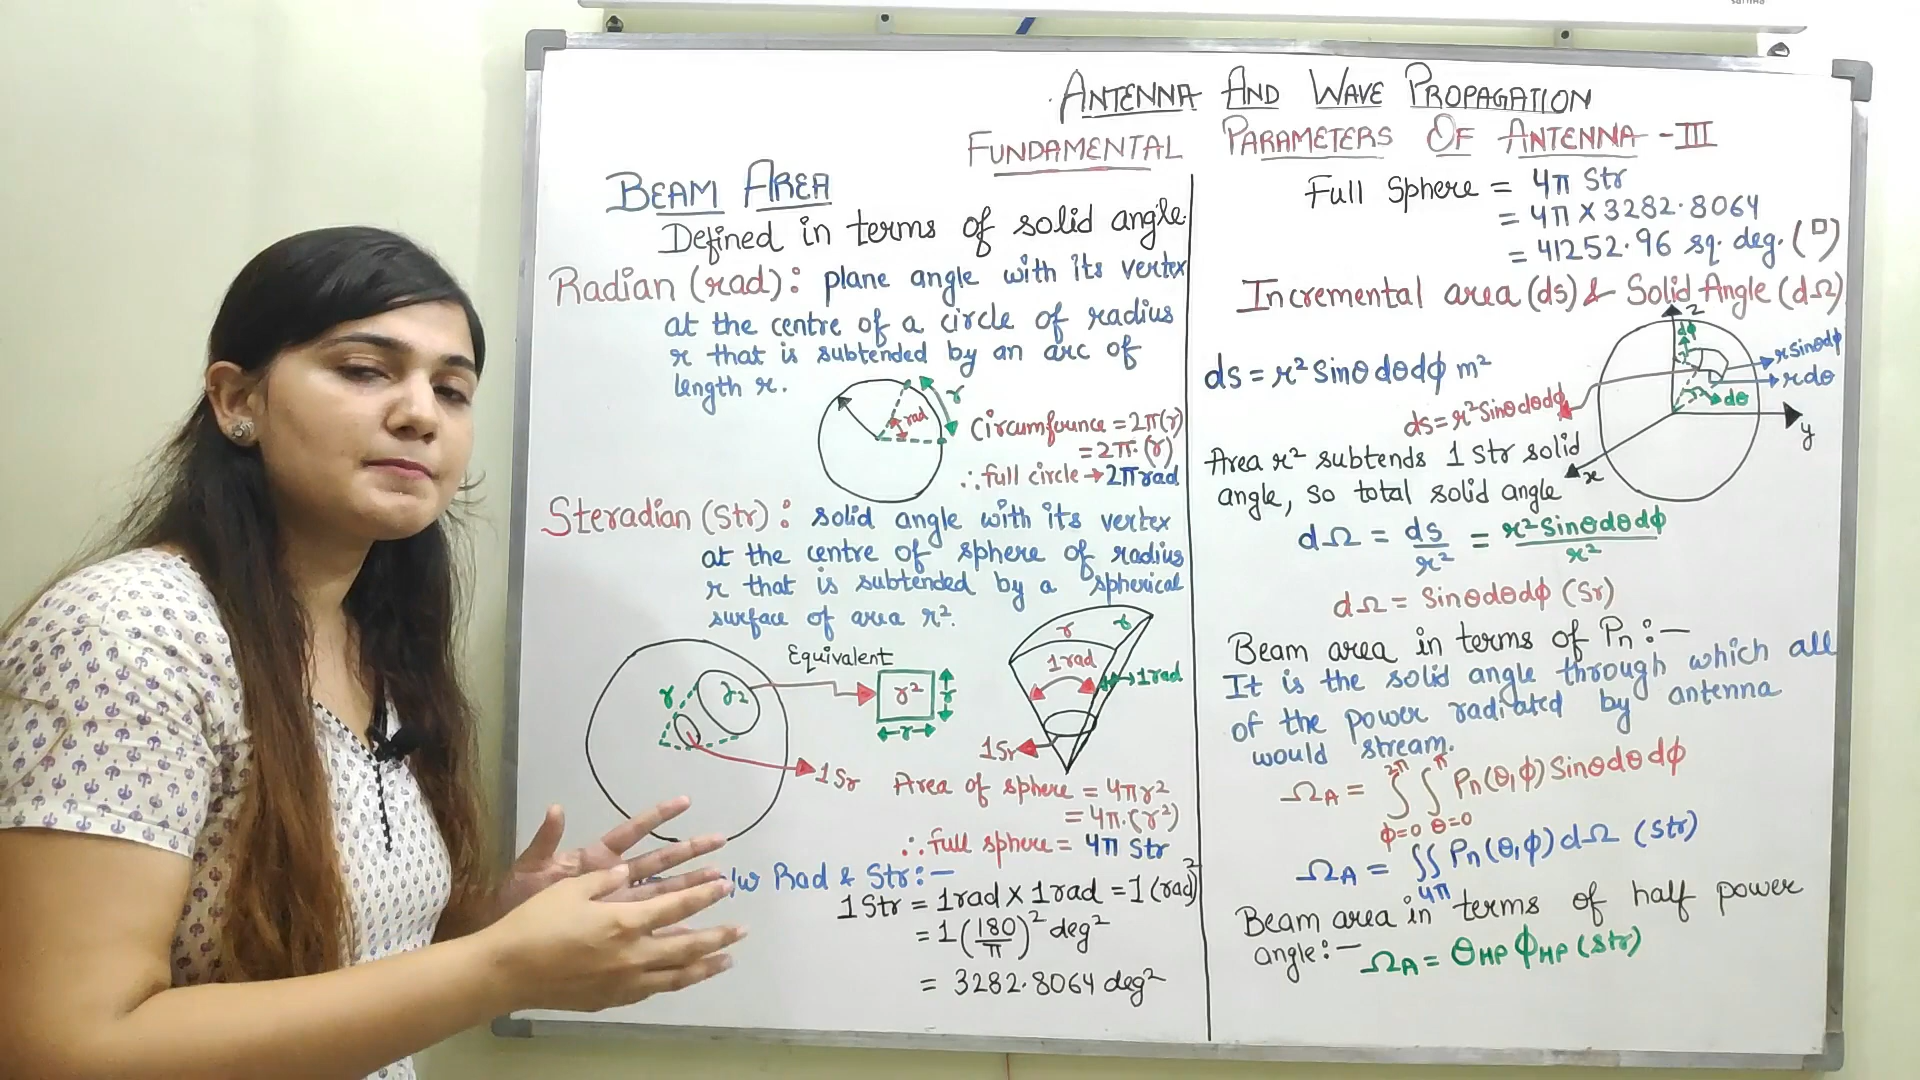 ANTENNA AND WAVE PROPAGATION
FUNDAMENTAL PARAMETERS OF ANTENNA - III
BEAM AREA
Defined in terms of solid angle
Radian (rad): plane angle with its vertex
at the centre of a circle of radius
r that is subtended by an arc of
length r.
r
1 rad
Circumfounce = 2π(r)
= 2π.(r)
∴ full circle → 2π rad
Steradian (Str): solid angle with its vertex
at the centre of sphere of radius
r that is subtended by a spherical
surface of area r².
Equivalent
r
r²
r
r
1 Sr
r
r
1 rad
1 rad
1 Sr
Area of sphere = 4πr²
= 4π.(r²)
∴ full sphere = 4π Str
b/w Rad & Str:-
1 Str = 1 rad x 1 rad = 1 (rad)²
= 1 (180/π)² deg²
= 3282.8064 deg²
Full Sphere = 4π Str
= 4π X 3282.8064
= 41252.96 sq. deg. (□)
Incremental area (ds) & Solid Angle (dΩ)
ds = r² Sinθ dθ dϕ m²
z
dϕ
r sinθdϕ
r dθ
dθ
y
x
ds = r² Sinθ dθ dϕ
Area r² subtends 1 Str solid
angle, so total solid angle
dΩ = ds/r² = r² Sinθ dθ dϕ/r²
dΩ = Sinθ dθ dϕ (Sr)
Beam area in terms of Pn :-
It is the solid angle through which all
of the power radiated by antenna
would stream.
Ω_A = ∫_{ϕ=0}^{2π} ∫_{θ=0}^{π} Pn(θ,ϕ) Sinθ dθ dϕ
Ω_A = ∬_{4π} Pn(θ,ϕ) dΩ (Str)
Beam area in terms of half power
angle:-
Ω_A = θ_HP ϕ_HP (Str)